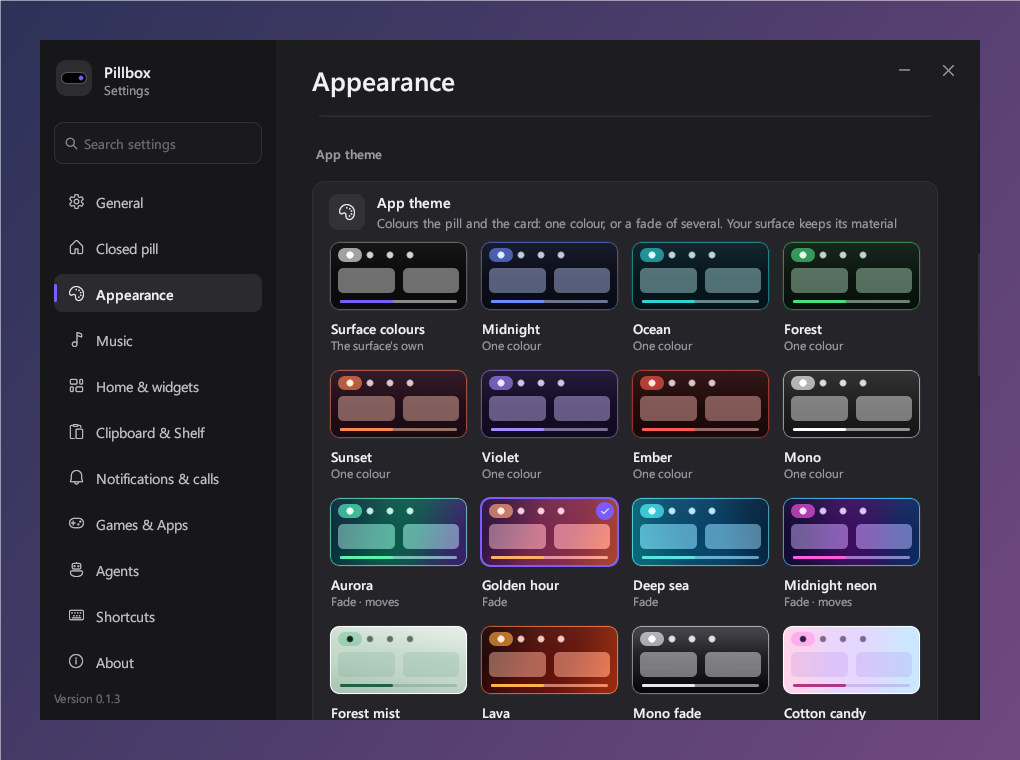 Pillbox
Settings
Search settings
General
Closed pill
Appearance
Music
Home & widgets
Clipboard & Shelf
Notifications & calls
Games & Apps
Agents
Shortcuts
About
Version 0.1.3
Appearance
App theme
App theme
Colours the pill and the card: one colour, or a fade of several. Your surface keeps its material
Surface colours
The surface's own
Midnight
One colour
Ocean
One colour
Forest
One colour
Sunset
One colour
Violet
One colour
Ember
One colour
Mono
One colour
Aurora
Fade · moves
Golden hour
Fade
Deep sea
Fade
Midnight neon
Fade · moves
Forest mist
Lava
Mono fade
Cotton candy